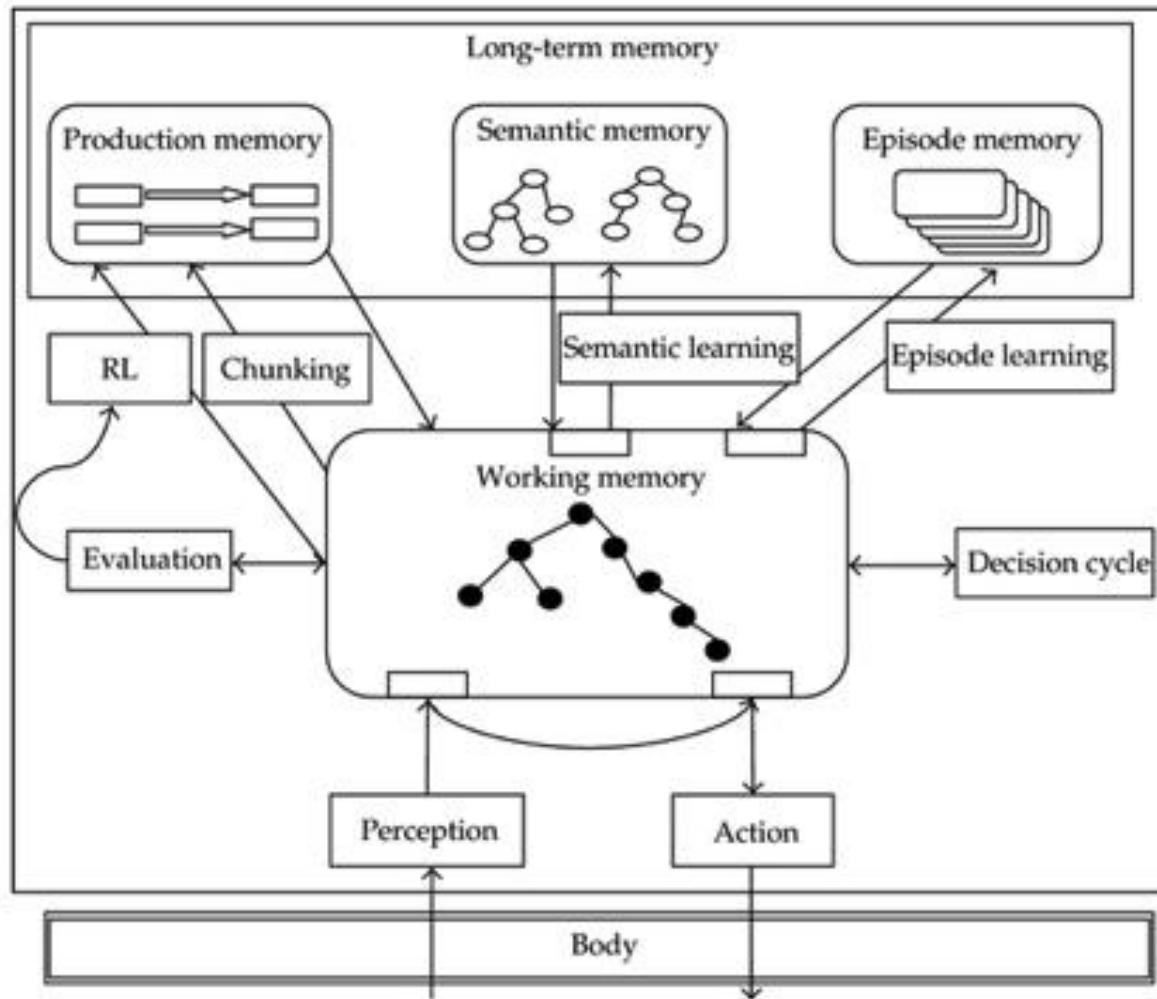 Long-term memory
Production memory
Semantic memory
Episode memory
RL
Chunking
Semantic learning
Episode learning
Working memory
Evaluation
Decision cycle
Perception
Action
Body